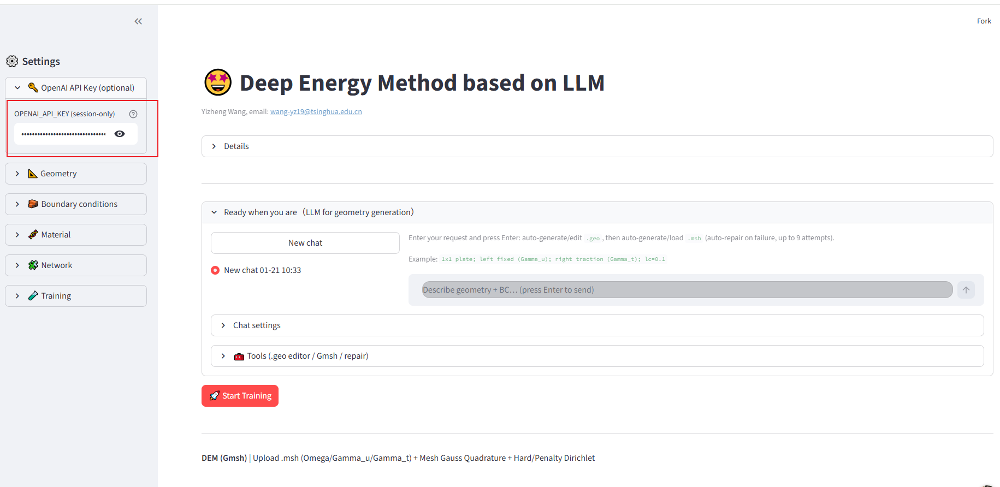 Fork
Settings
OpenAI API Key (optional)
OPENAI_API_KEY (session-only)
••••••••••••••••••••••••••••••••
Geometry
Boundary conditions
Material
Network
Training
Deep Energy Method based on LLM
Yizheng Wang, email: wang-yz19@tsinghua.edu.cn
Details
Ready when you are（LLM for geometry generation）
New chat
New chat 01-21 10:33
Enter your request and press Enter: auto-generate/edit .geo , then auto-generate/load .msh (auto-repair on failure, up to 9 attempts).
Example: 1x1 plate; left fixed (Gamma_u); right traction (Gamma_t); lc=0.1
Describe geometry + BC… (press Enter to send)
Chat settings
Tools (.geo editor / Gmsh / repair)
Start Training
DEM (Gmsh) | Upload .msh (Omega/Gamma_u/Gamma_t) + Mesh Gauss Quadrature + Hard/Penalty Dirichlet